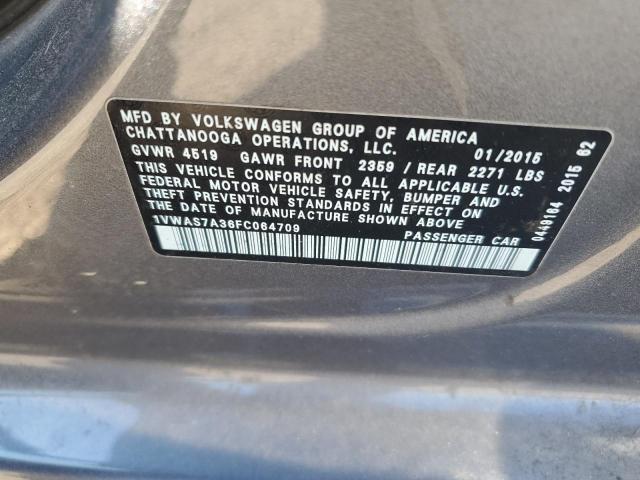 MFD BY VOLKSWAGEN GROUP OF AMERICA
CHATTANOOGA OPERATIONS, LLC. 01/2015
GVWR 4519 GAWR FRONT 2359 / REAR 2271 LBS
THIS VEHICLE CONFORMS TO ALL APPLICABLE U.S.
FEDERAL MOTOR VEHICLE SAFETY, BUMPER AND
THEFT PREVENTION STANDARDS IN EFFECT ON
THE DATE OF MANUFACTURE SHOWN ABOVE
1VWAS7A36FC064709 PASSENGER CAR
0449164 2015 62